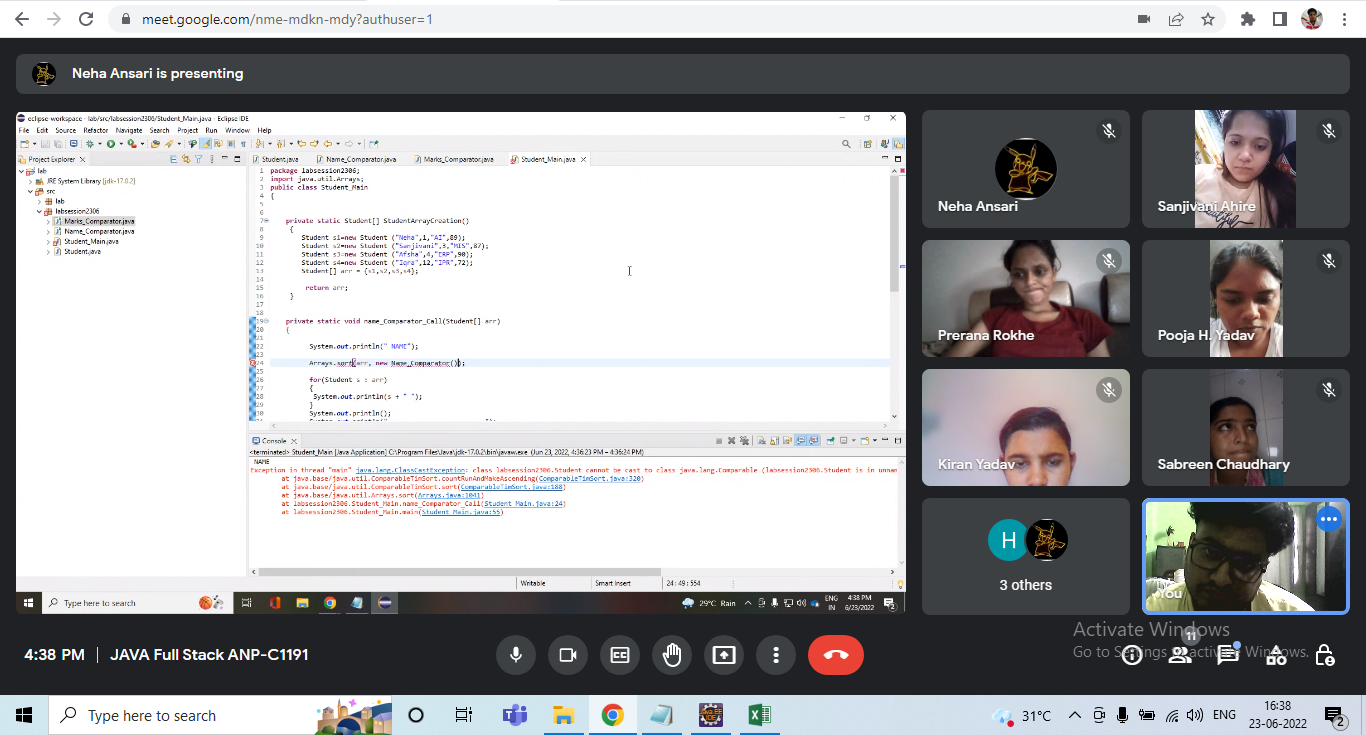 meet.google.com/nme-mdkn-mdy?authuser=1
Neha Ansari is presenting
eclipse-workspace - lab/src/labsession2306/Student_Main.java - Eclipse IDE
File Edit Source Refactor Navigate Search Project Run Window Help
Project Explorer
lab
JRE System Library [jdk-17.0.2]
src
lab
labsession2306
Marks_Comparator.java
Name_Comparator.java
Student_Main.java
Student.java
Student.java Name_Comparator.java Marks_Comparator.java Student_Main.java
1 package labsession2306;
2 import java.util.Arrays;
3 public class Student_Main
4 {
5
6
7 private static Student[] StudentArrayCreation()
8 {
9 Student s1=new Student ("Neha",1,"AI",89);
10 Student s2=new Student ("Sanjivani",3,"MIS",87);
11 Student s3=new Student ("Afsha",4,"ERP",90);
12 Student s4=new Student ("Iqra",12,"IPR",72);
13 Student[] arr = {s1,s2,s3,s4};
14
15 return arr;
16 }
17
18
19 private static void name_Comparator_Call(Student[] arr)
20 {
21
22 System.out.println(" NAME");
23
24 Arrays.sort(arr, new Name_Comparator());
25
26 for(Student s : arr)
27 {
28 System.out.println(s + " ");
29 }
30 System.out.println();
Console
<terminated> Student_Main [Java Application] C:\Program Files\Java\jdk-17.0.2\bin\javaw.exe (Jun 23, 2022, 4:36:23 PM – 4:36:24 PM)
NAME
Exception in thread "main" java.lang.ClassCastException: class labsession2306.Student cannot be cast to class java.lang.Comparable (labsession2306.Student is in unnam
at java.base/java.util.ComparableTimSort.countRunAndMakeAscending(ComparableTimSort.java:320)
at java.base/java.util.ComparableTimSort.sort(ComparableTimSort.java:188)
at java.base/java.util.Arrays.sort(Arrays.java:1041)
at labsession2306.Student_Main.name_Comparator_Call(Student_Main.java:24)
at labsession2306.Student_Main.main(Student_Main.java:55)
Writable Smart Insert 24 : 49 : 554
Type here to search
29°C Rain
ENG
IN
4:38 PM
6/23/2022
2
Neha Ansari
Sanjivani Ahire
Prerana Rokhe
Pooja H. Yadav
Kiran Yadav
Sabreen Chaudhary
H
3 others
You
4:38 PM | JAVA Full Stack ANP-C1191
11
Activate Windows
Go to Settings to activate Windows.
Type here to search
31°C
ENG
16:38
23-06-2022
2